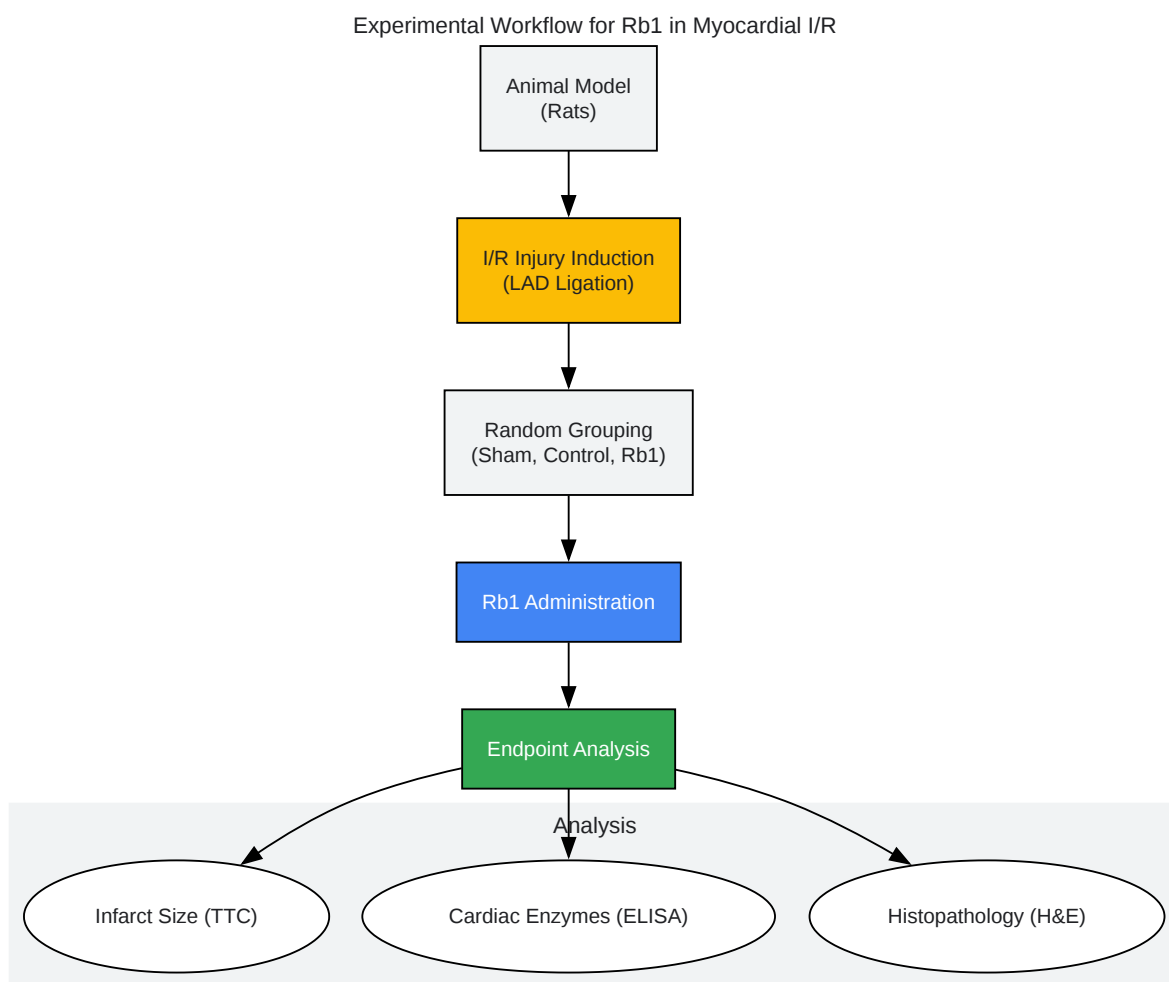 Experimental Workflow for Rb1 in Myocardial I/R
Animal Model
(Rats)
I/R Injury Induction
(LAD Ligation)
Random Grouping
(Sham, Control, Rb1)
Rb1 Administration
Endpoint Analysis
Analysis
Infarct Size (TTC)
Cardiac Enzymes (ELISA)
Histopathology (H&E)